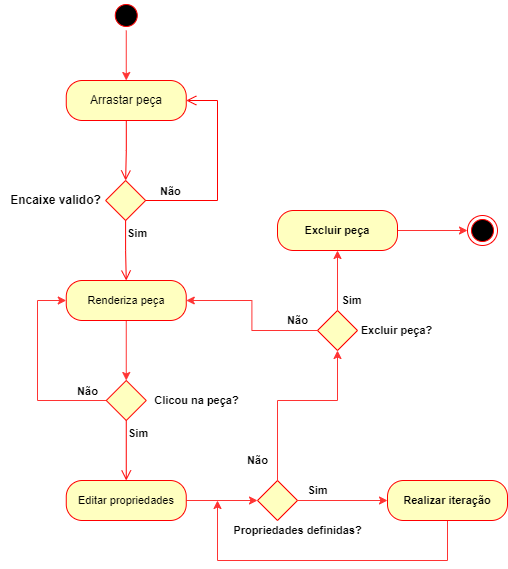 Arrastar peça
Encaixe valido?
Não
Sim
Excluir peça
Renderiza peça
Não
Sim
Excluir peça?
Não
Clicou na peça?
Sim
Não
Editar propriedades
Sim
Realizar iteração
Propriedades definidas?